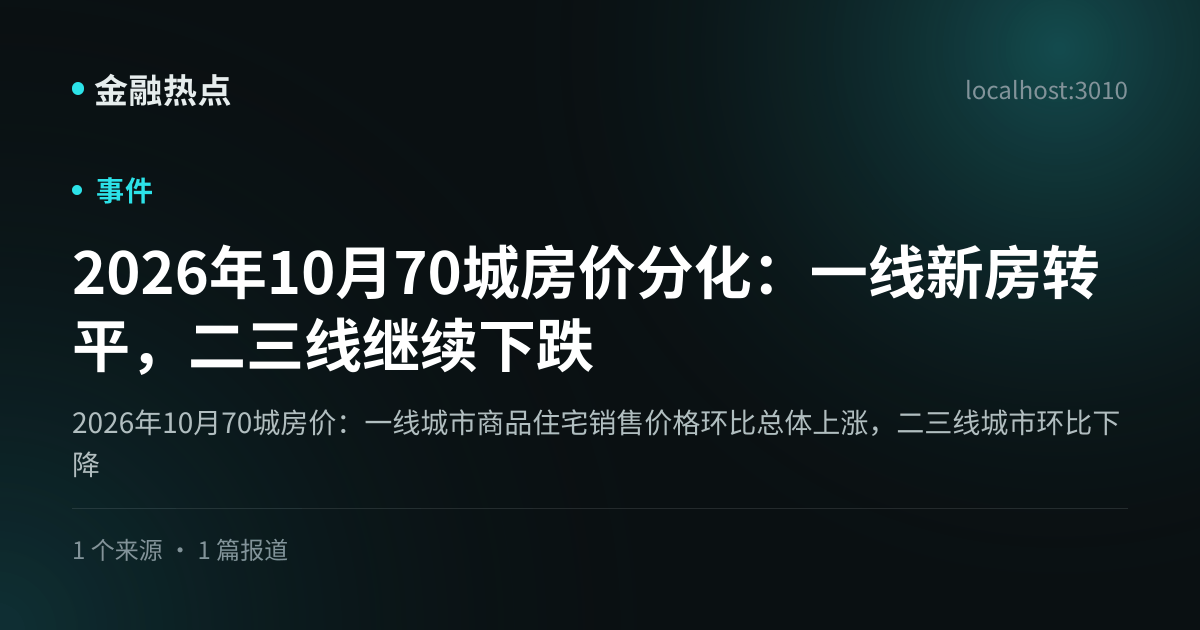 金融热点
localhost:3010
事件
2026年10月70城房价分化：一线新房转
平，二三线继续下跌
2026年10月70城房价：一线城市商品住宅销售价格环比总体上涨，二三线城市环比下
降
1 个来源 · 1 篇报道